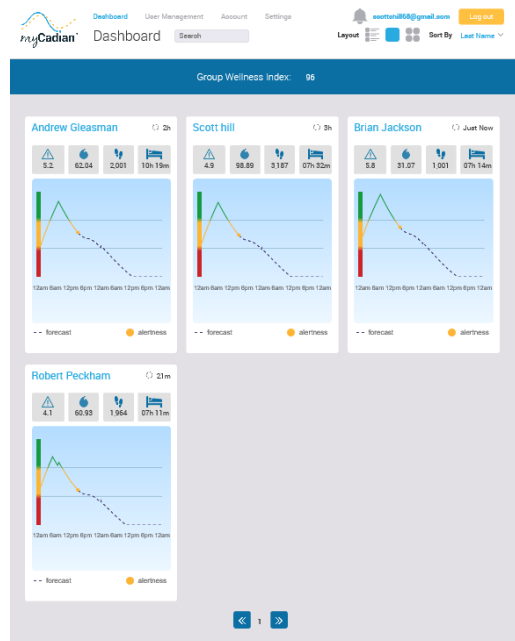 Dashboard User Management Account Settings
scotthill68@gmail.com Log out
myCadian
Dashboard Search
Layout Sort By Last Name
Group Wellness Index: 96
Andrew Gleasman 2h
5.2 62.04 2,001 10h 19m
12am 6am 12pm 6pm 12am 6am 12pm 6pm 12am
-- forecast alertness
Scott hill 3h
4.9 98.89 3,187 07h 32m
12am 6am 12pm 6pm 12am 6am 12pm 6pm 12am
-- forecast alertness
Brian Jackson Just Now
5.8 31.07 1,001 07h 14m
12am 6am 12pm 6pm 12am 6am 12pm 6pm 12am
-- forecast alertness
Robert Peckham 21m
4.1 60.93 1,964 07h 11m
12am 6am 12pm 6pm 12am 6am 12pm 6pm 12am
-- forecast alertness
« 1 »